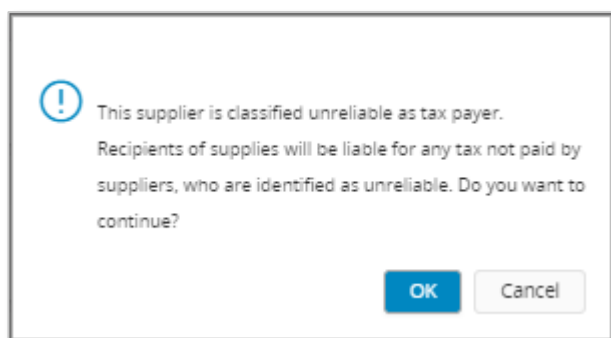 This supplier is classified unreliable as tax payer.
Recipients of supplies will be liable for any tax not paid by
suppliers, who are identified as unreliable. Do you want to
continue?
OK Cancel